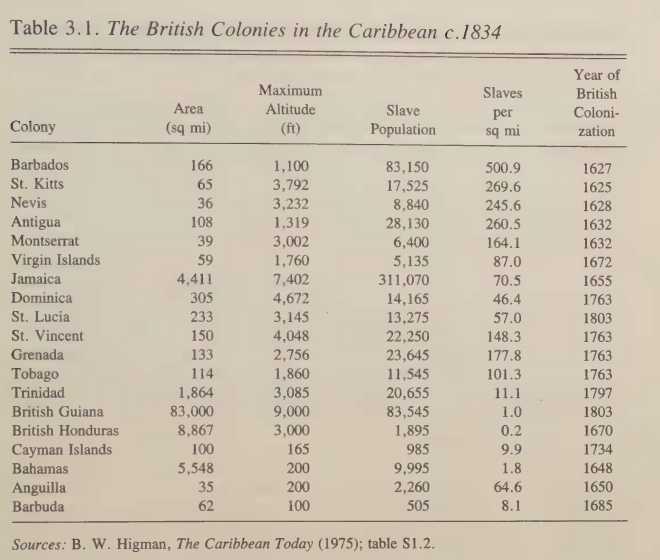 Table 3.1. The British Colonies in the Caribbean c.1834
Colony Area (sq mi) Maximum Altitude (ft) Slave Population Slaves per sq mi Year of British Coloni-zation
Barbados 166 1,100 83,150 500.9 1627
St. Kitts 65 3,792 17,525 269.6 1625
Nevis 36 3,232 8,840 245.6 1628
Antigua 108 1,319 28,130 260.5 1632
Montserrat 39 3,002 6,400 164.1 1632
Virgin Islands 59 1,760 5,135 87.0 1672
Jamaica 4,411 7,402 311,070 70.5 1655
Dominica 305 4,672 14,165 46.4 1763
St. Lucia 233 3,145 13,275 57.0 1803
St. Vincent 150 4,048 22,250 148.3 1763
Grenada 133 2,756 23,645 177.8 1763
Tobago 114 1,860 11,545 101.3 1763
Trinidad 1,864 3,085 20,655 11.1 1797
British Guiana 83,000 9,000 83,545 1.0 1803
British Honduras 8,867 3,000 1,895 0.2 1670
Cayman Islands 100 165 985 9.9 1734
Bahamas 5,548 200 9,995 1.8 1648
Anguilla 35 200 2,260 64.6 1650
Barbuda 62 100 505 8.1 1685
Sources: B. W. Higman, The Caribbean Today (1975); table S1.2.